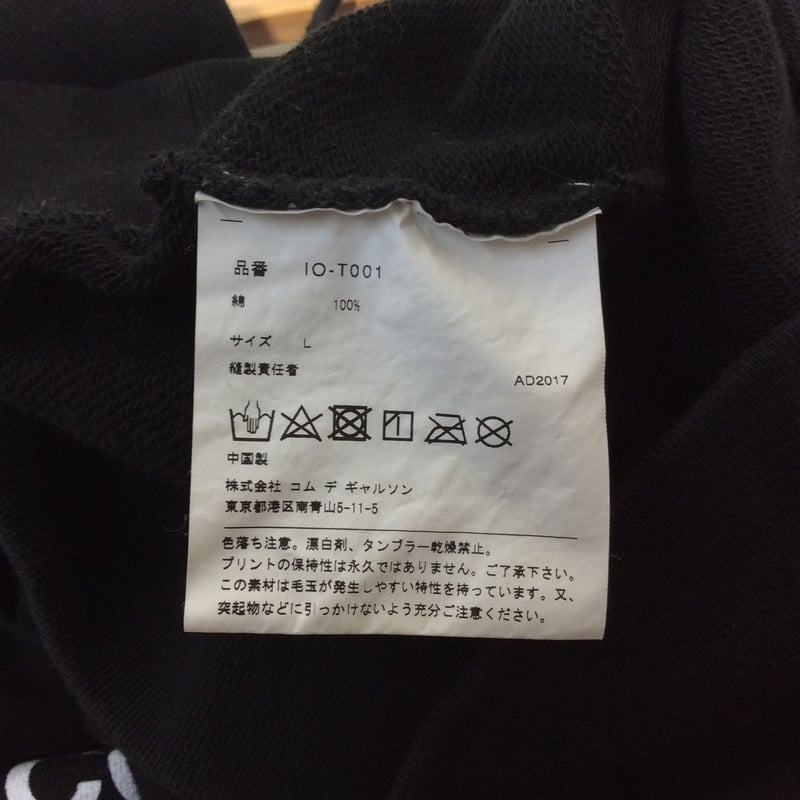 品番 IO-T001
綿 100%
サイズ L
縫製責任者
AD2017
中国製
株式会社 コム デ ギャルソン
東京都港区南青山5-11-5
色落ち注意。漂白剤、タンブラー乾燥禁止。
プリントの保持性は永久ではありません。ご了承下さい。
この素材は毛玉が発生しやすい特性を持っています。又、
突起物などに引っかけないよう充分ご注意ください。